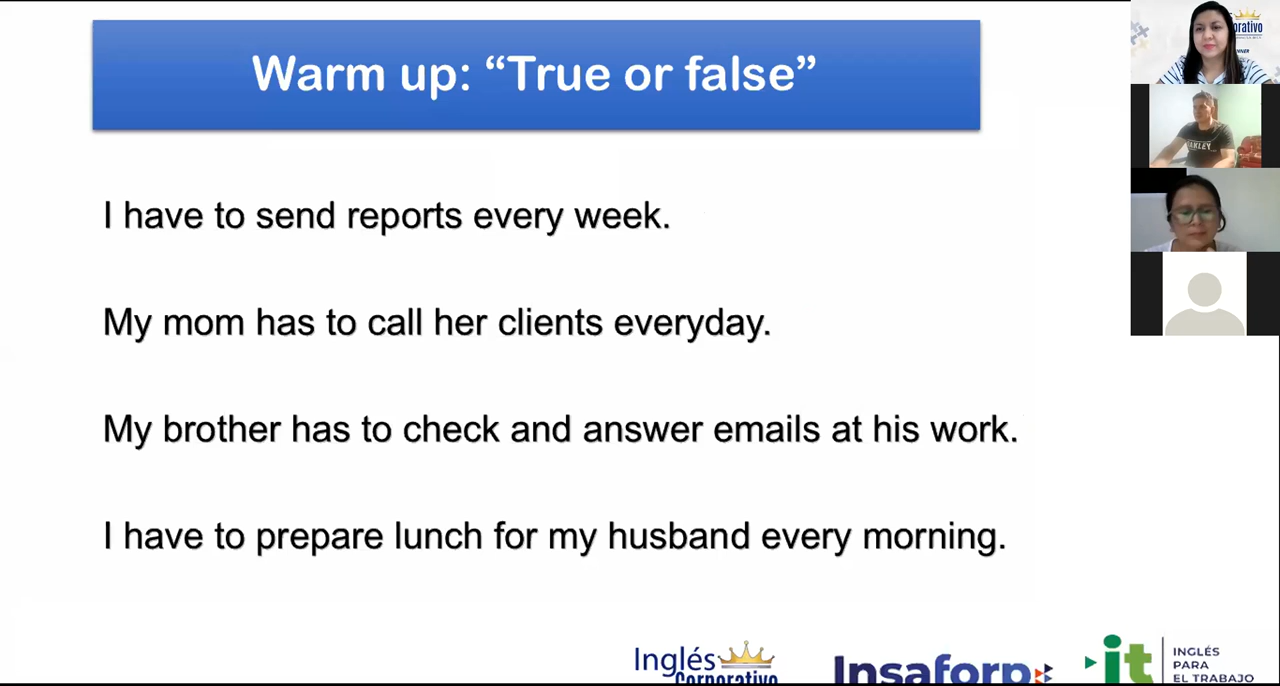 Warm up: “True or false”
I have to send reports every week.
My mom has to call her clients everyday.
My brother has to check and answer emails at his work.
I have to prepare lunch for my husband every morning.
Inglés
Corporativo
Insaforp
it
INGLÉS
PARA
EL TRABAJO